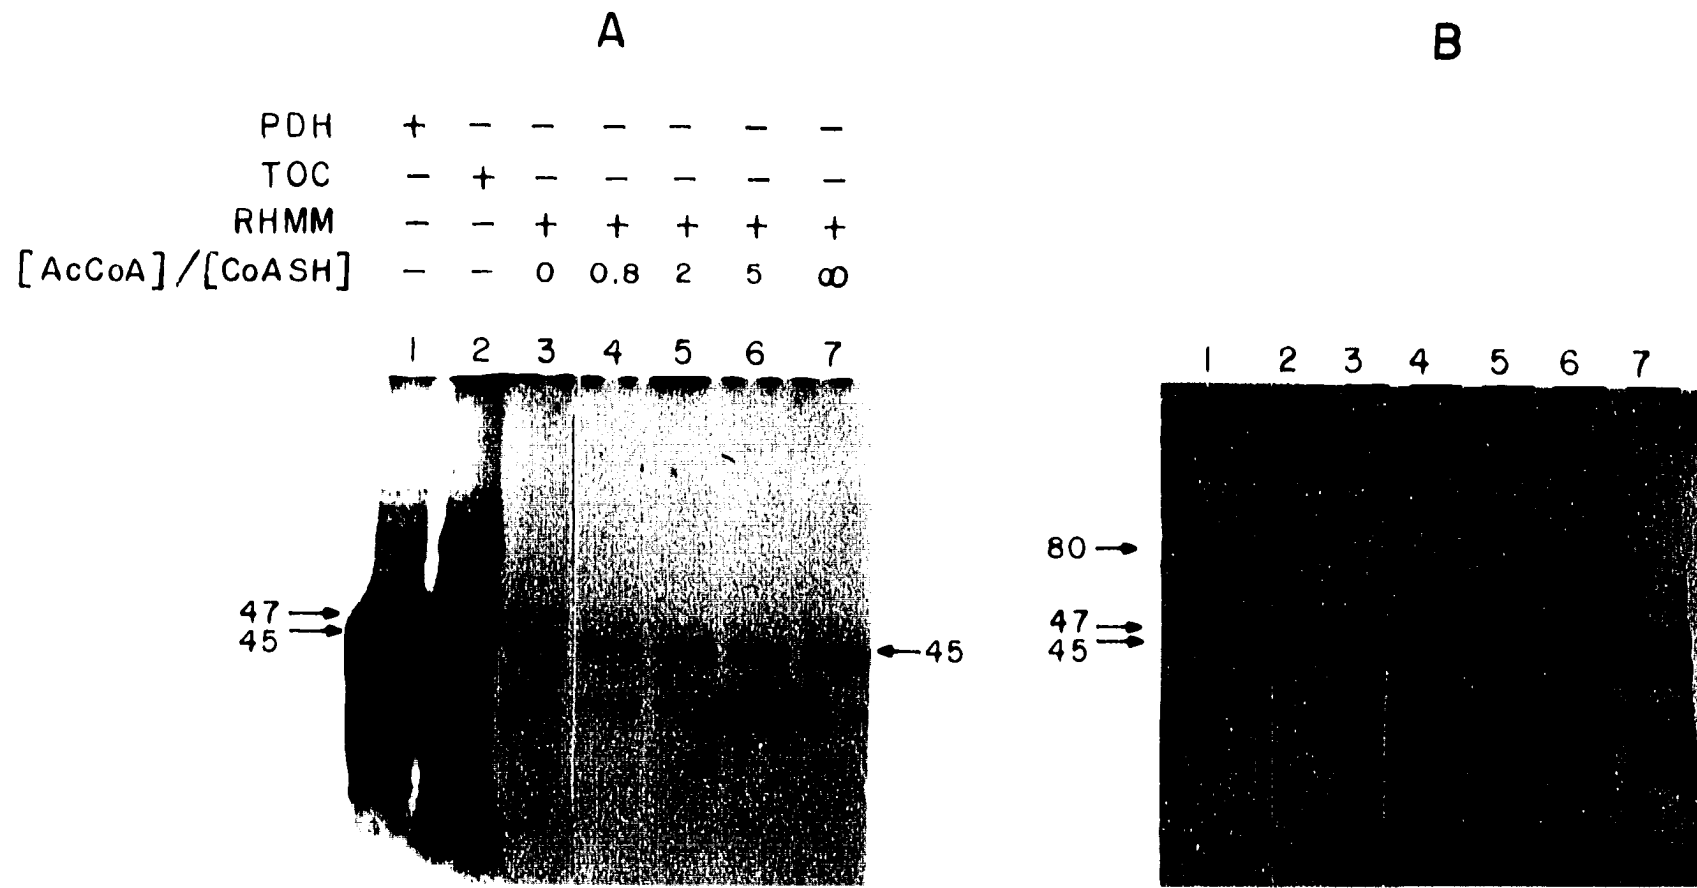 A
PDH + - - - - - -
TOC - + - - - - -
RHMM - - + + + + +
[AcCoA]/[CoASH] - - 0 0.8 2 5 ∞
1 2 3 4 5 6 7
47 →
45 →
← 45
B
1 2 3 4 5 6 7
80 →
47 →
45 →